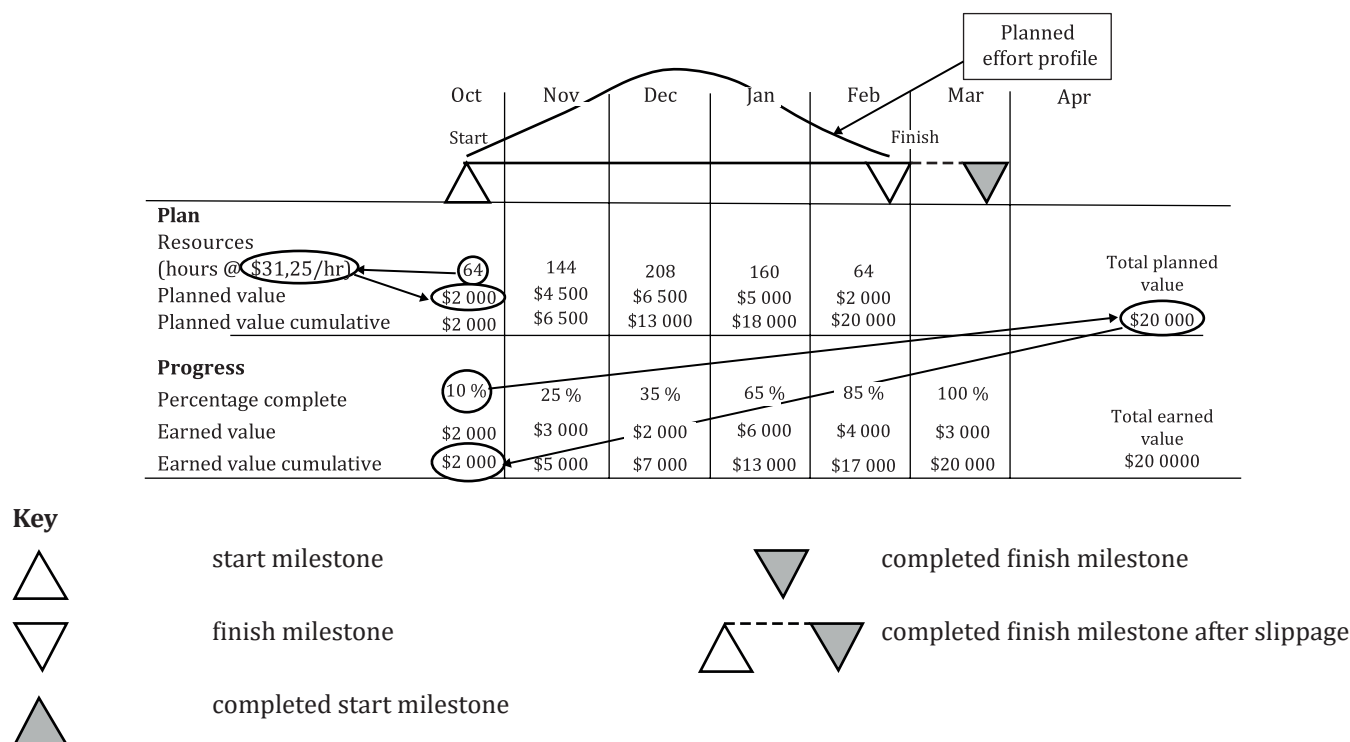 Planned
effort profile
Oct Nov Dec Jan Feb Mar Apr
Start Finish
Plan
Resources
(hours @ $31,25/hr) 64 144 208 160 64
Planned value $2 000 $4 500 $6 500 $5 000 $2 000
Planned value cumulative $2 000 $6 500 $13 000 $18 000 $20 000
Total planned
value
$20 000
Progress
Percentage complete 10 % 25 % 35 % 65 % 85 % 100 %
Earned value $2 000 $3 000 $2 000 $6 000 $4 000 $3 000
Earned value cumulative $2 000 $5 000 $7 000 $13 000 $17 000 $20 000
Total earned
value
$20 0000
Key
start milestone
finish milestone
completed start milestone
completed finish milestone
completed finish milestone after slippage